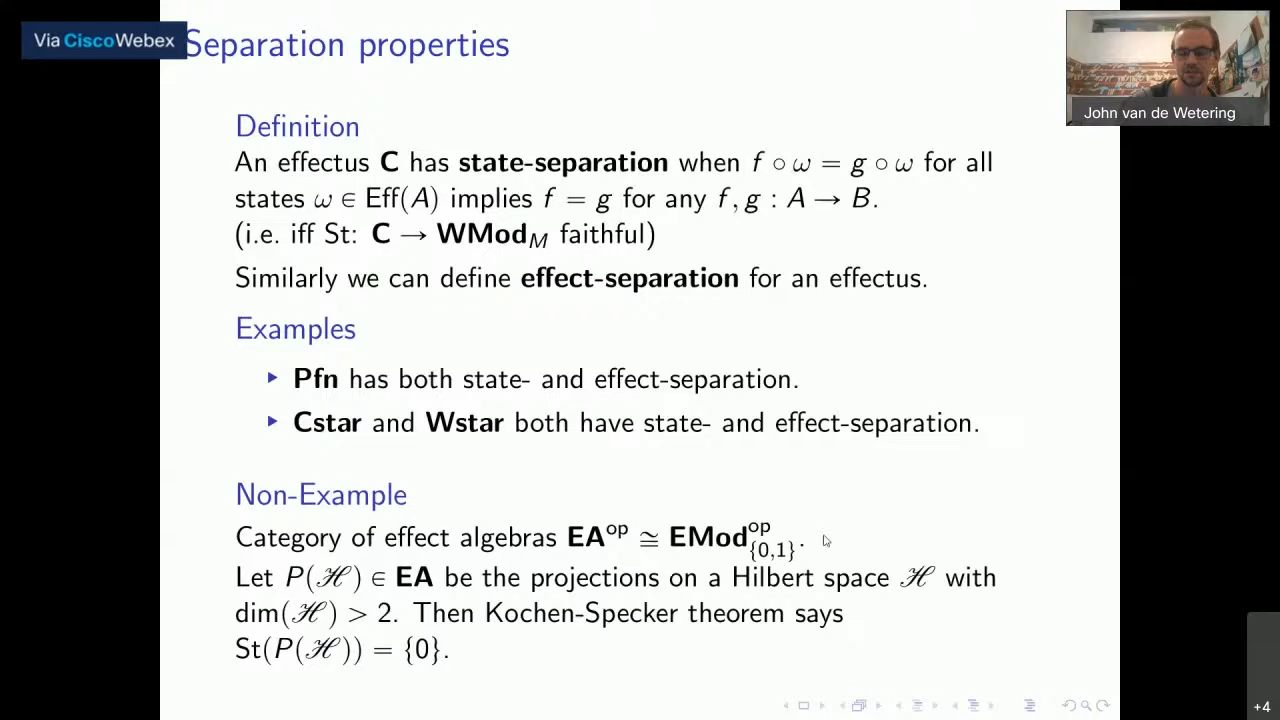 Via Cisco Webex
Separation properties
John van de Wetering
Definition
An effectus C has state-separation when f ∘ ω = g ∘ ω for all
states ω ∈ Eff(A) implies f = g for any f, g : A → B.
(i.e. iff St: C → WMod_M faithful)
Similarly we can define effect-separation for an effectus.
Examples
▸ Pfn has both state- and effect-separation.
▸ Cstar and Wstar both have state- and effect-separation.
Non-Example
Category of effect algebras EA^op ≅ EMod^op_{0,1}.
Let P(ℋ) ∈ EA be the projections on a Hilbert space ℋ with
dim(ℋ) > 2. Then Kochen-Specker theorem says
St(P(ℋ)) = {0}.
+4